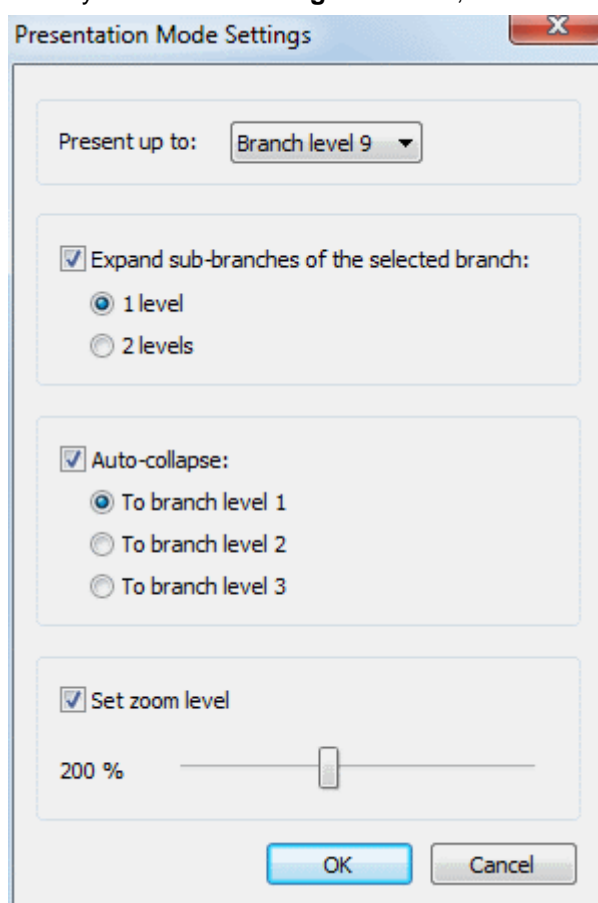 Presentation Mode Settings
Present up to: Branch level 9
Expand sub-branches of the selected branch:
1 level
2 levels
Auto-collapse:
To branch level 1
To branch level 2
To branch level 3
Set zoom level
200 %
OK Cancel